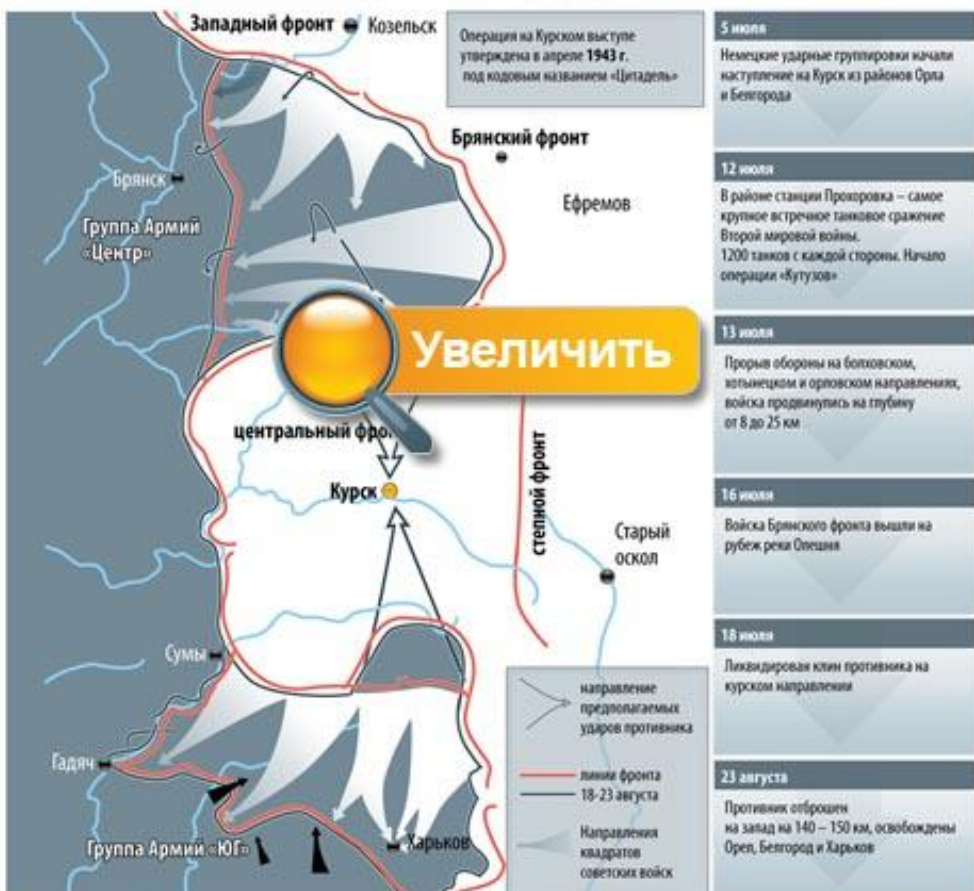 Западный фронт
Козельск
Операция на Курском выступе
утверждена в апреле 1943 г.
под кодовым названием «Цитадель»
Брянский фронт
Брянск
Ефремов
Группа Армий
«Центр»
Увеличить
центральный фрон
Курск
степной фронт
Старый
оскол
Сумы
Гадяч
Группа Армий «ЮГ»
Харьков
направление
предполагаемых
ударов противника
линии фронта
18-23 августа
Направления
квадратов
советских войск
5 июля
Немецкие ударные группировки начали
наступление на Курск из районов Орла
и Белгорода
12 июля
В районе станции Прохоровка – самое
крупное встречное танковое сражение
Второй мировой войны.
1200 танков с каждой стороны. Начало
операции «Кутузов»
13 июля
Прорыв обороны на болховском,
хотынецком и орловском направлениях,
войска продвинулись на глубину
от 8 до 25 км
16 июля
Войска Брянского фронта вышли на
рубеж реки Олешня
18 июля
Ликвидирован клин противника на
курском направлении
23 августа
Противник отброшен
на запад на 140 – 150 км, освобождены
Орел, Белгород и Харьков